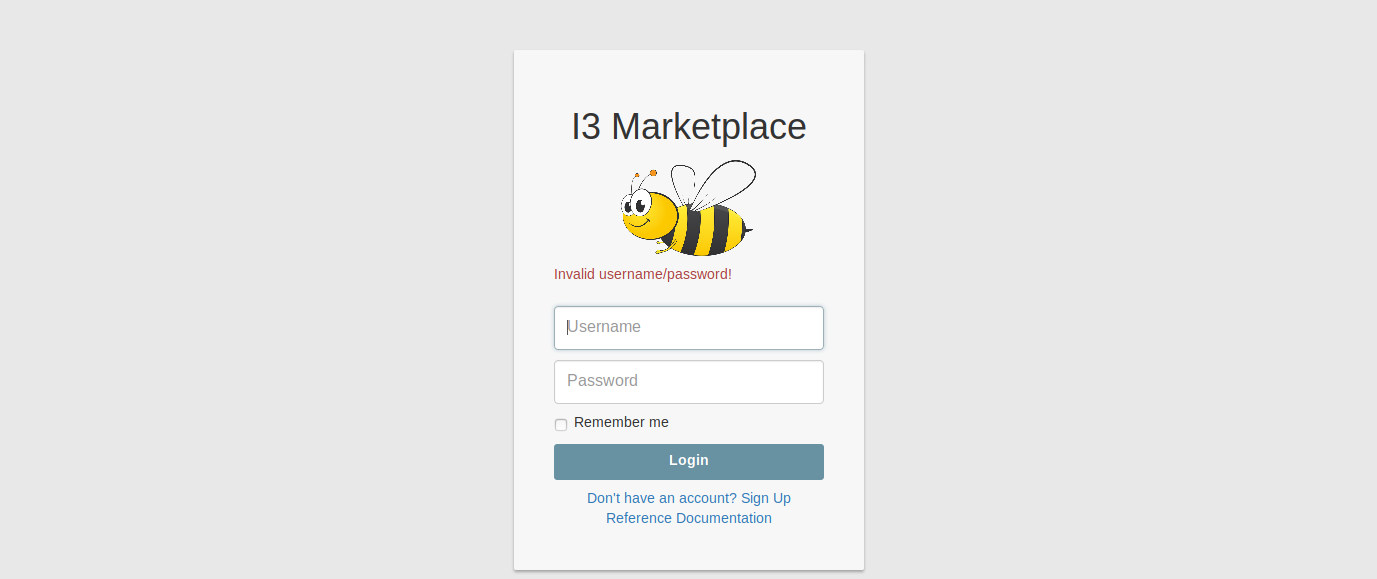 I3 Marketplace
Invalid username/password!
Username
Password
Remember me
Login
Don't have an account? Sign Up
Reference Documentation